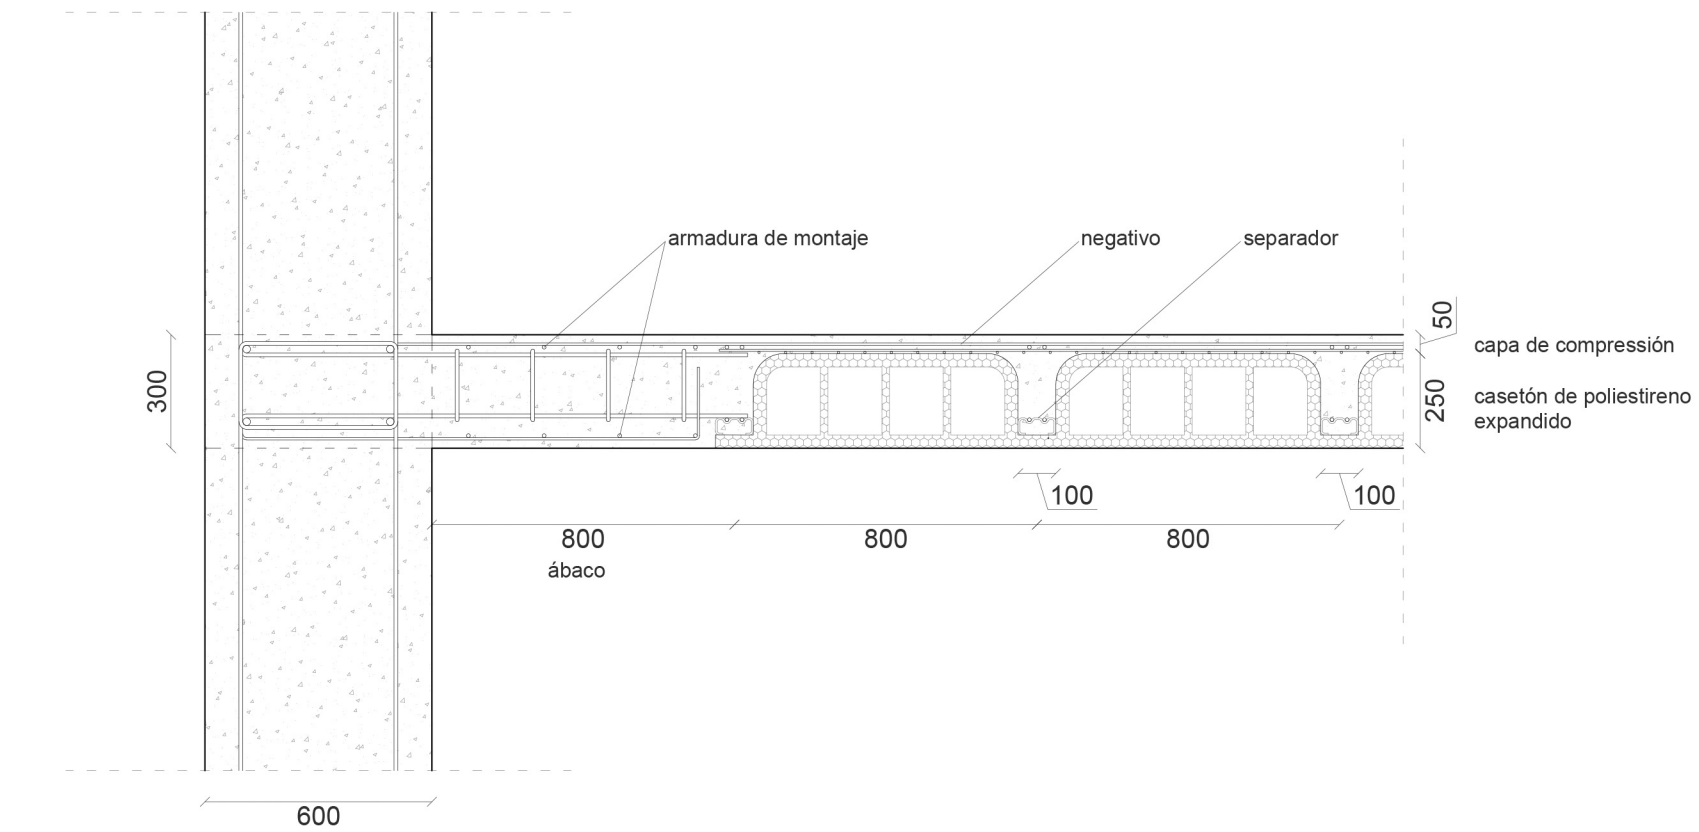 armadura de montaje
negativo
separador
50
capa de compresión
300
250
casetón de poliestireno
expandido
100
100
800
800
800
ábaco
600